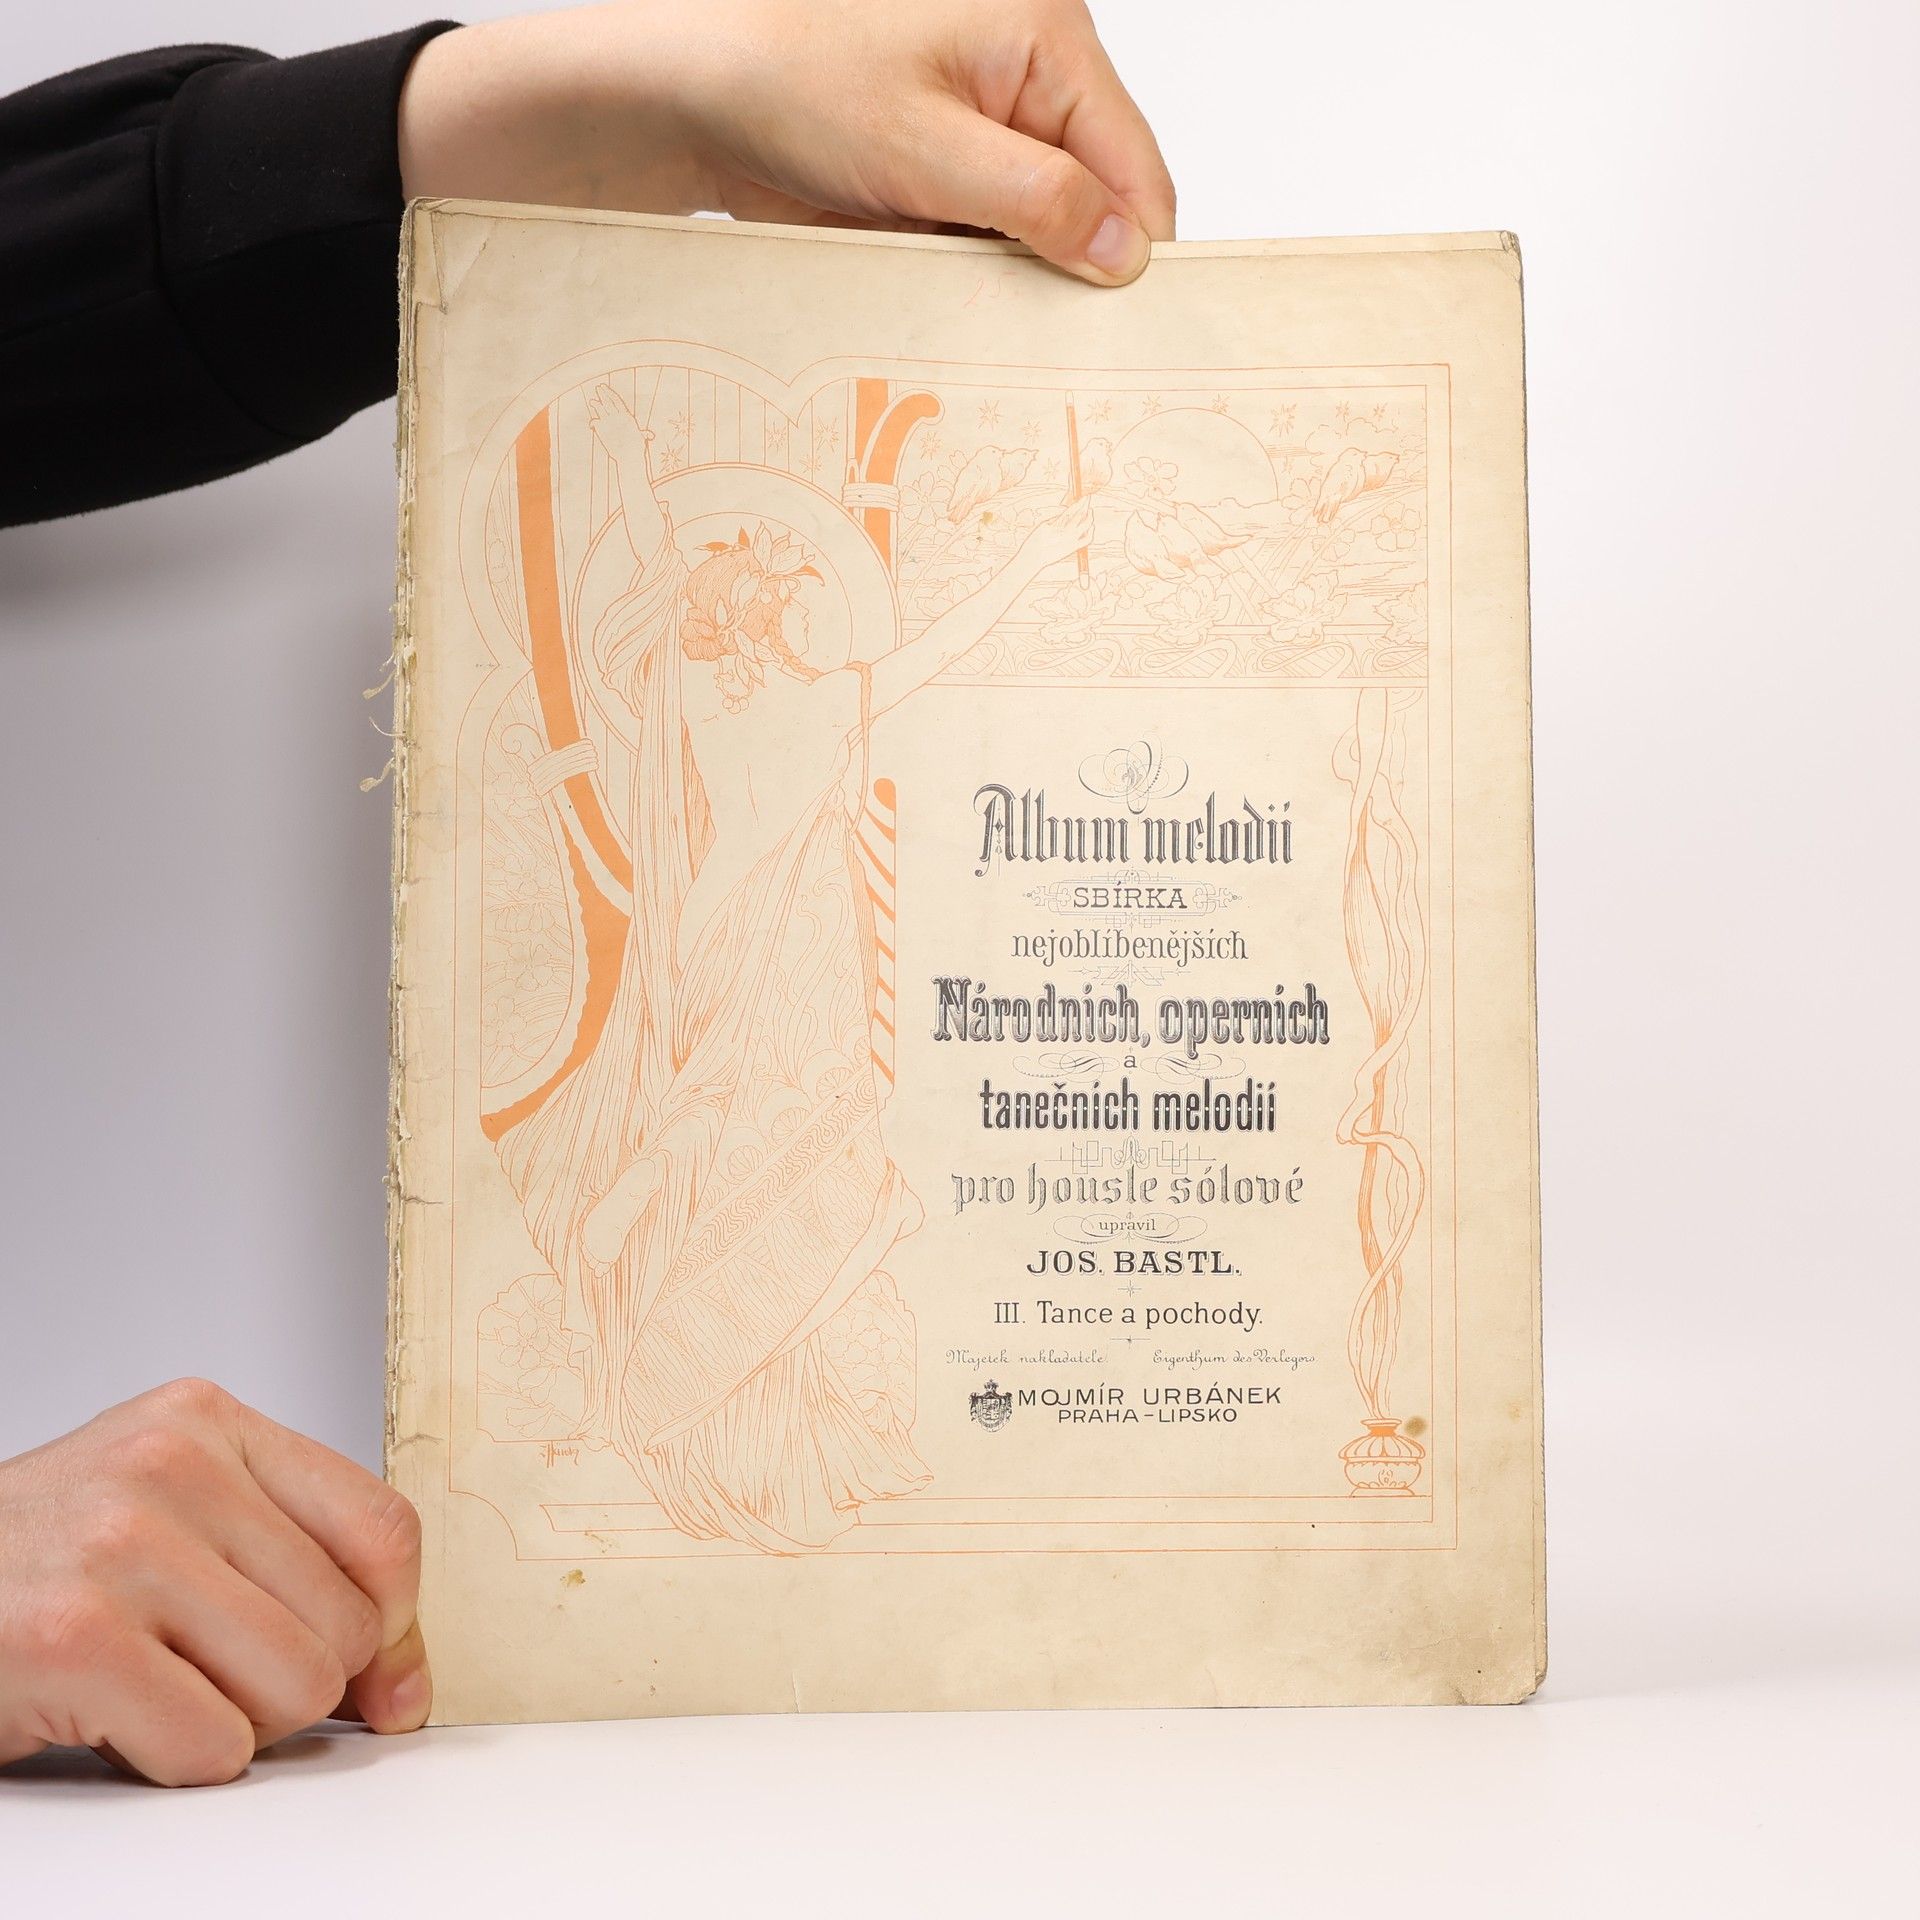 25
Album melodií
SBÍRKA
nejoblíbenějších
Národních, operních
a
tanečních melodií
pro housle sólové
upravil
JOS. BASTL.
III. Tance a pochody.
Majetek nakladatele. Eigenthum des Verlegers
MOJMÍR URBÁNEK
PRAHA-LIPSKO